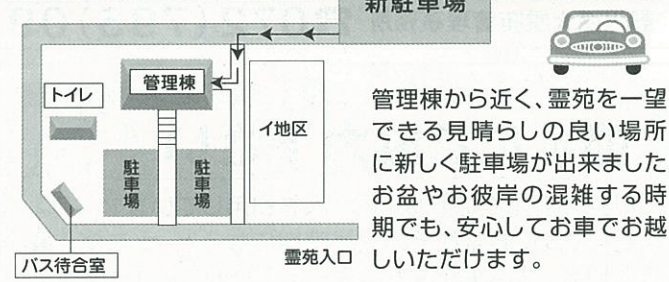 新駐車場
管理棟
トイレ
イ地区
駐車場
駐車場
霊苑入口
バス待合室
管理棟から近く、霊苑を一望
できる見晴らしの良い場所
に新しく駐車場が出来ました
お盆やお彼岸の混雑する時
期でも、安心してお車でお越
しいただけます。